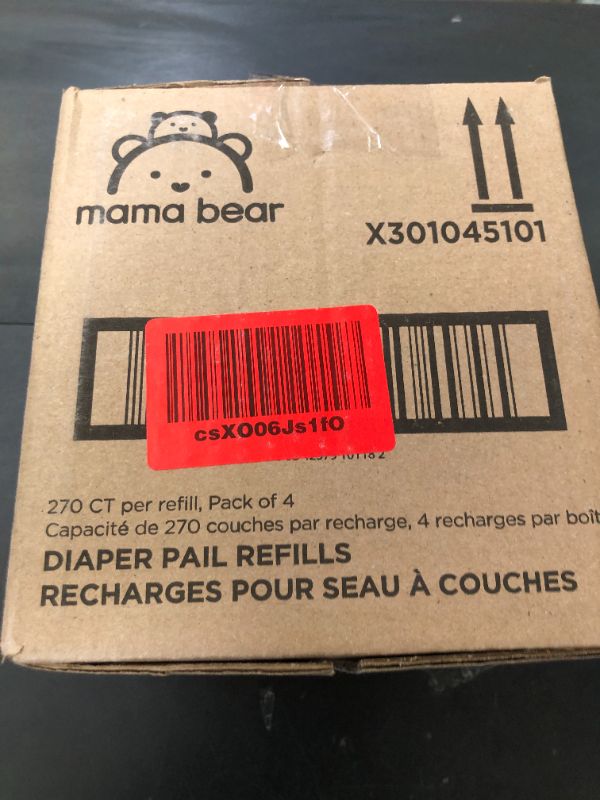 mama bear
X301045101
csXO06Js1fO
270 CT per refill, Pack of 4
Capacité de 270 couches par recharge, 4 recharges par boît
DIAPER PAIL REFILLS
RECHARGES POUR SEAU À COUCHES